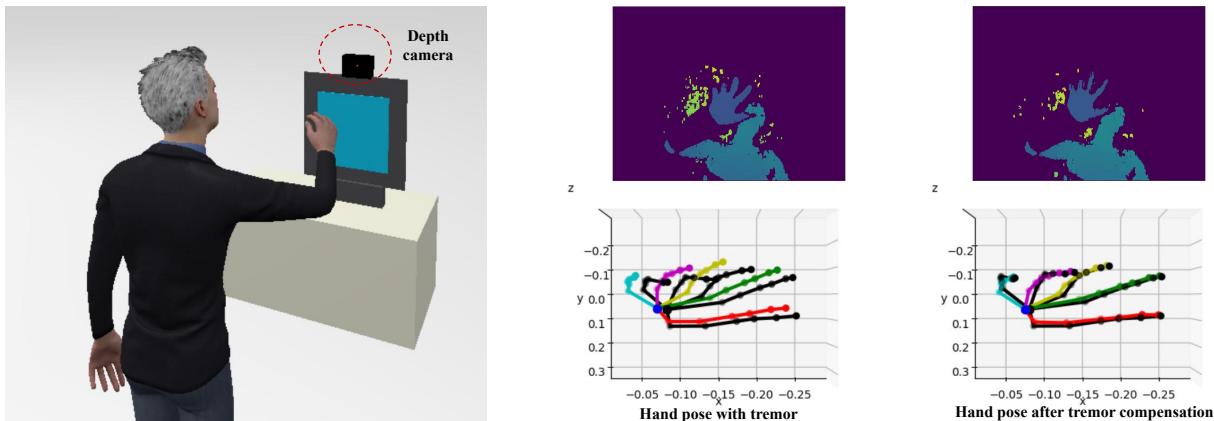 Depth
camera
z
z
−0.2
−0.1
y 0.0
0.1
0.2
0.3
−0.05 −0.10 −0.15 −0.20 −0.25
x
Hand pose with tremor
−0.2
−0.1
y 0.0
0.1
0.2
0.3
−0.05 −0.10 −0.15 −0.20 −0.25
x
Hand pose after tremor compensation